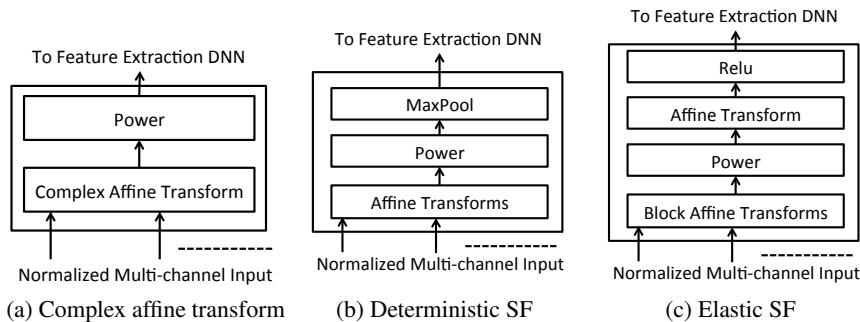 To Feature Extraction DNN
Power
Complex Affine Transform
Normalized Multi-channel Input
(a) Complex affine transform
To Feature Extraction DNN
MaxPool
Power
Affine Transforms
Normalized Multi-channel Input
(b) Deterministic SF
To Feature Extraction DNN
Relu
Affine Transform
Power
Block Affine Transforms
Normalized Multi-channel Input
(c) Elastic SF